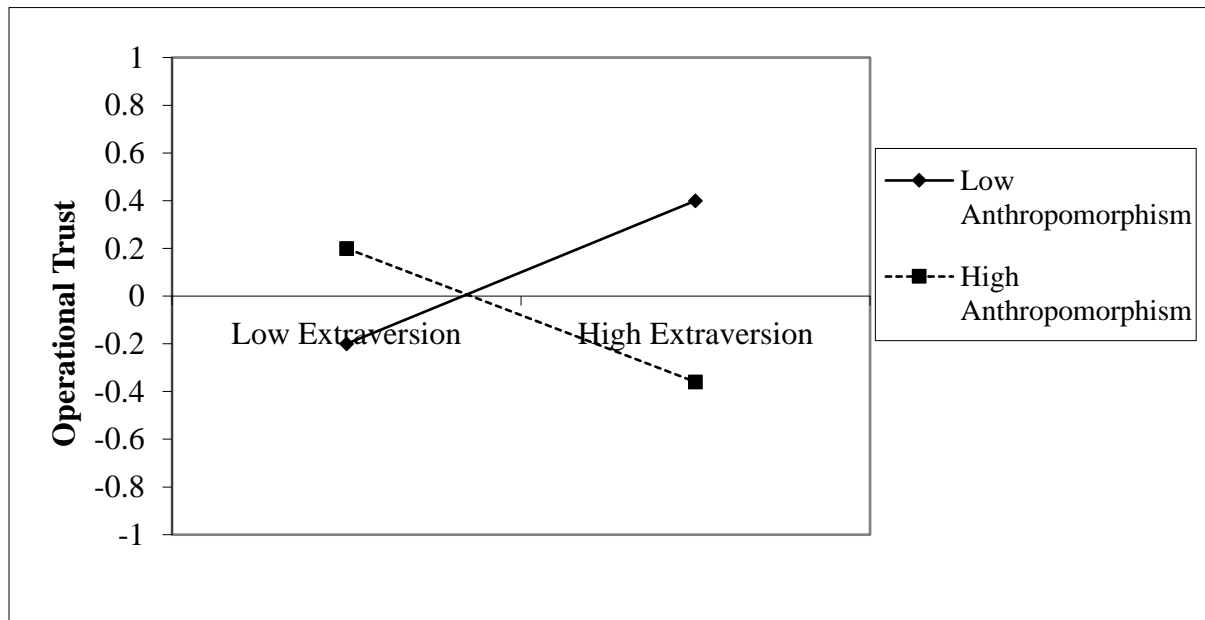 Operational Trust
1
0.8
0.6
0.4
0.2
0
-0.2
-0.4
-0.6
-0.8
-1
Low Extraversion
High Extraversion
Low
Anthropomorphism
High
Anthropomorphism